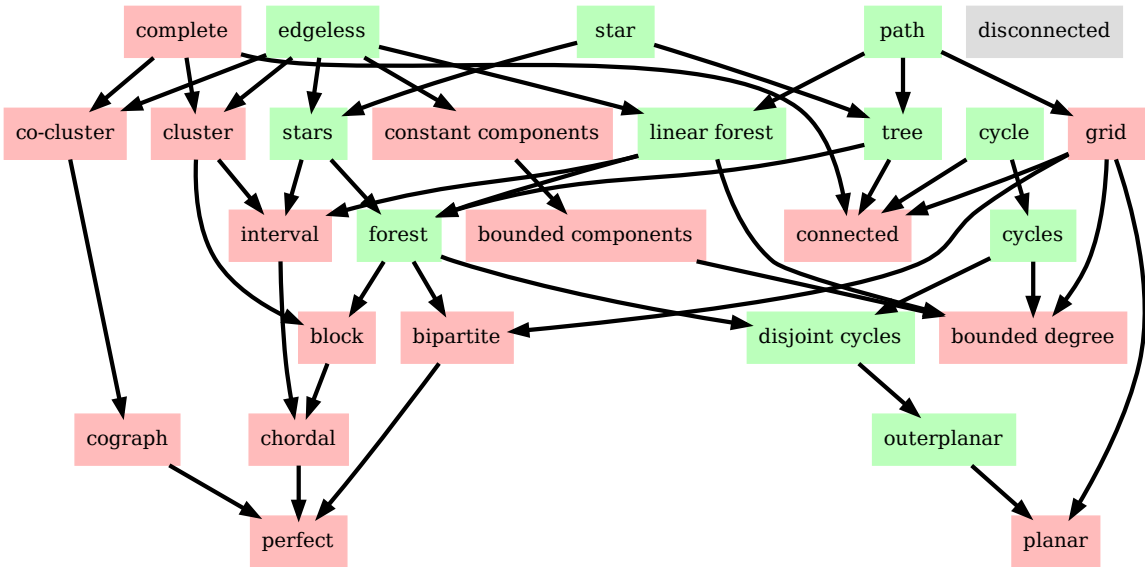 complete
edgeless
star
path
disconnected
co-cluster
cluster
stars
constant components
linear forest
tree
cycle
grid
interval
forest
bounded components
connected
cycles
block
bipartite
disjoint cycles
bounded degree
cograph
chordal
outerplanar
perfect
planar